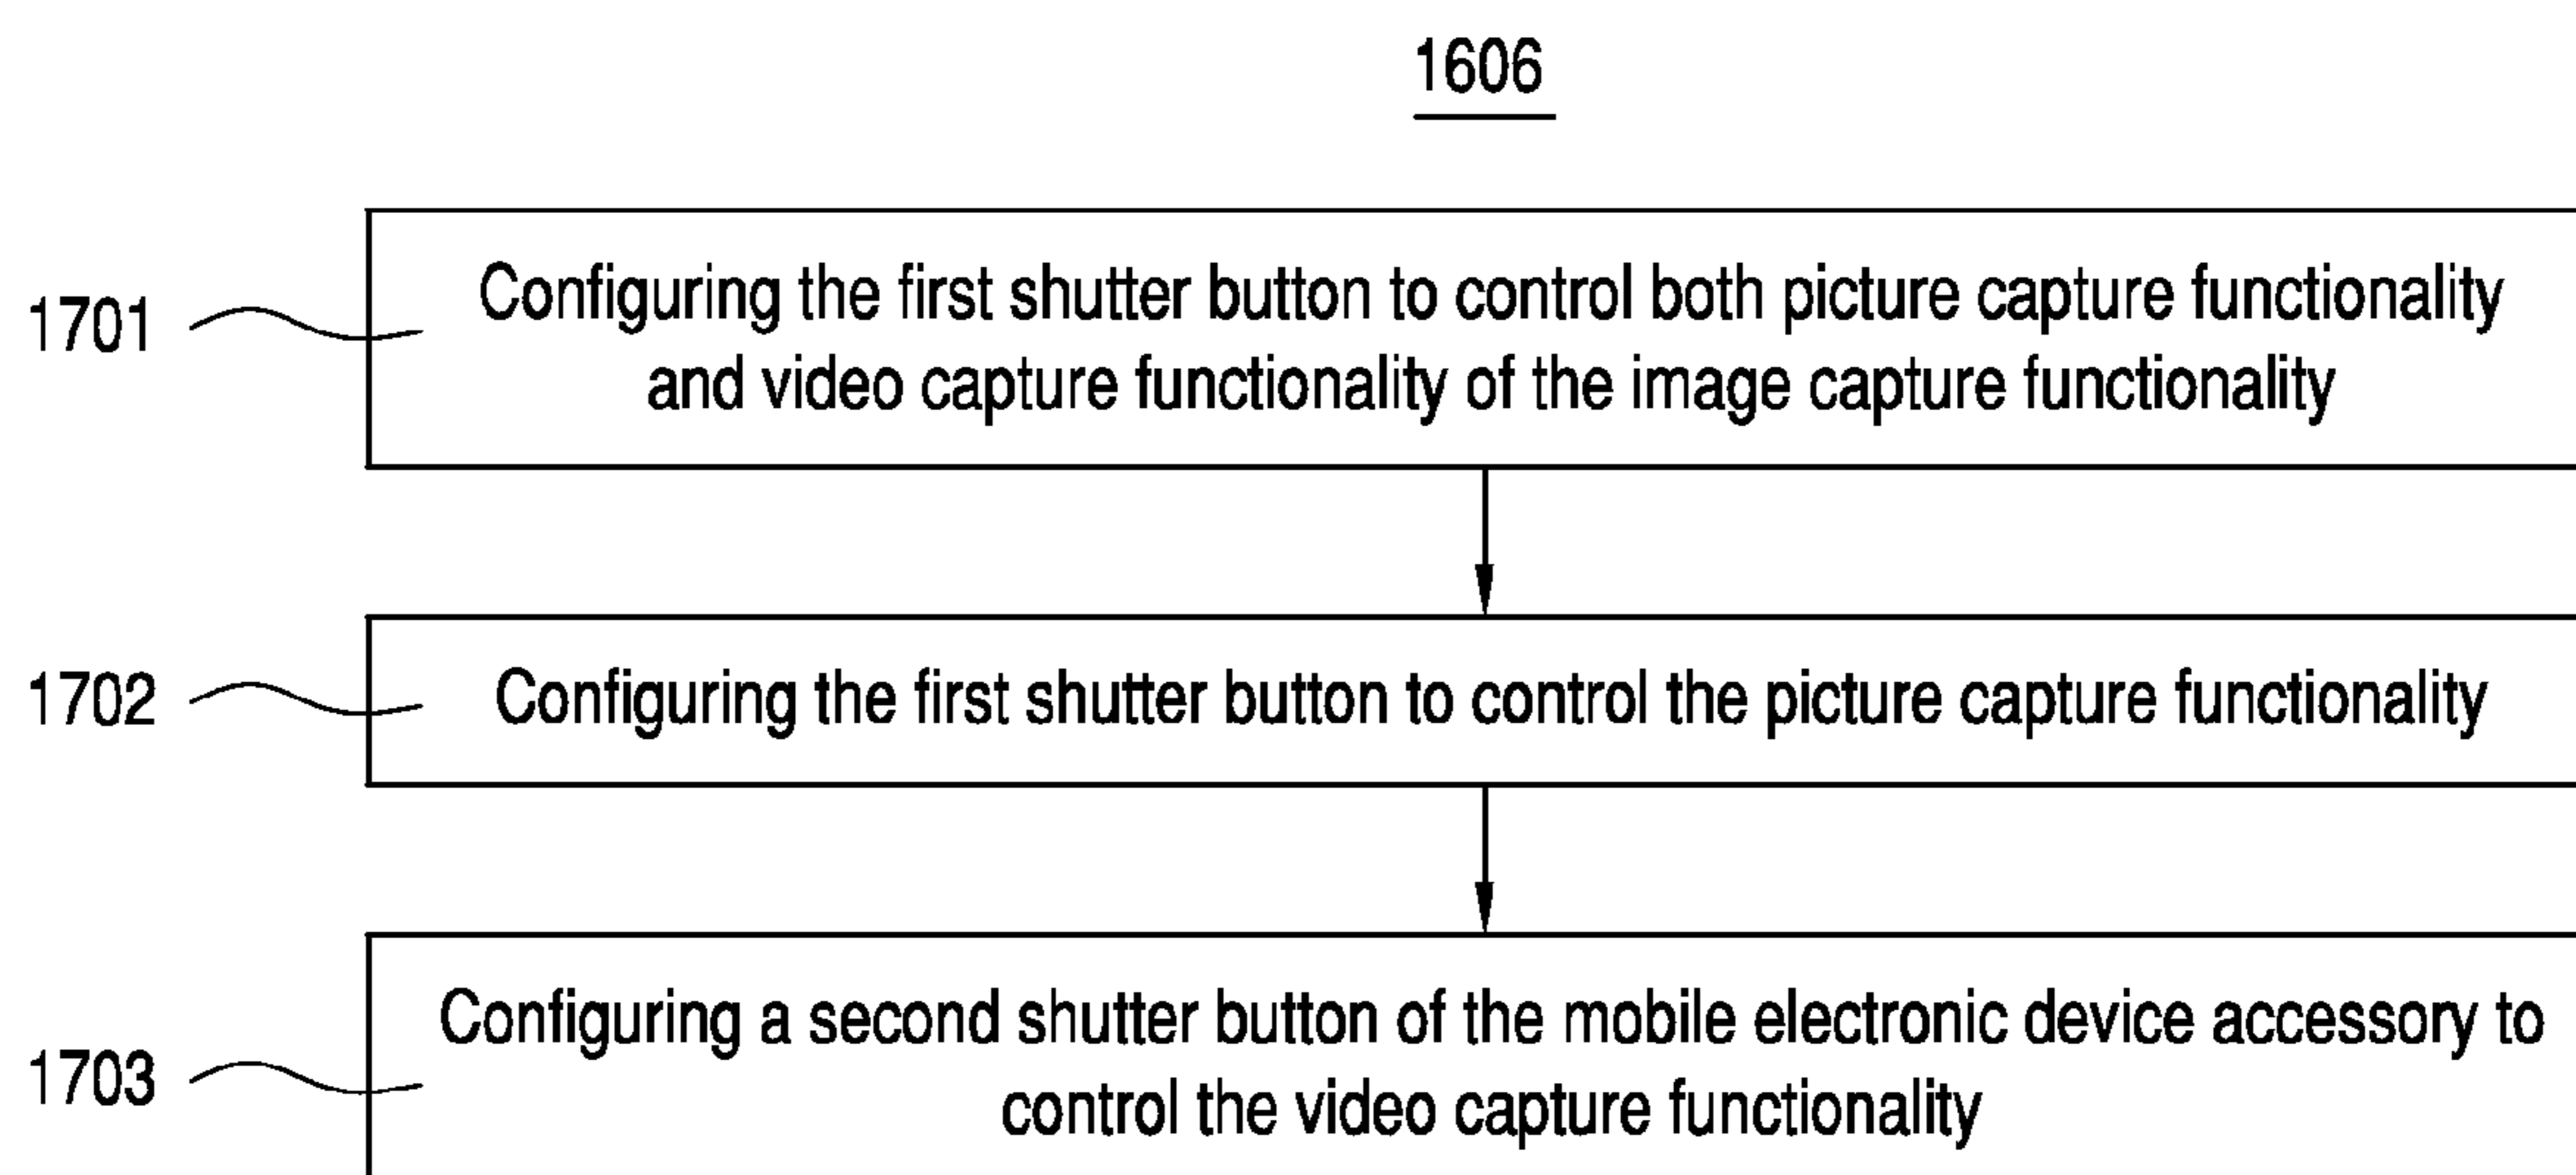 1606
1701
Configuring the first shutter button to control both picture capture functionality
and video capture functionality of the image capture functionality
1702
Configuring the first shutter button to control the picture capture functionality
1703
Configuring a second shutter button of the mobile electronic device accessory to
control the video capture functionality